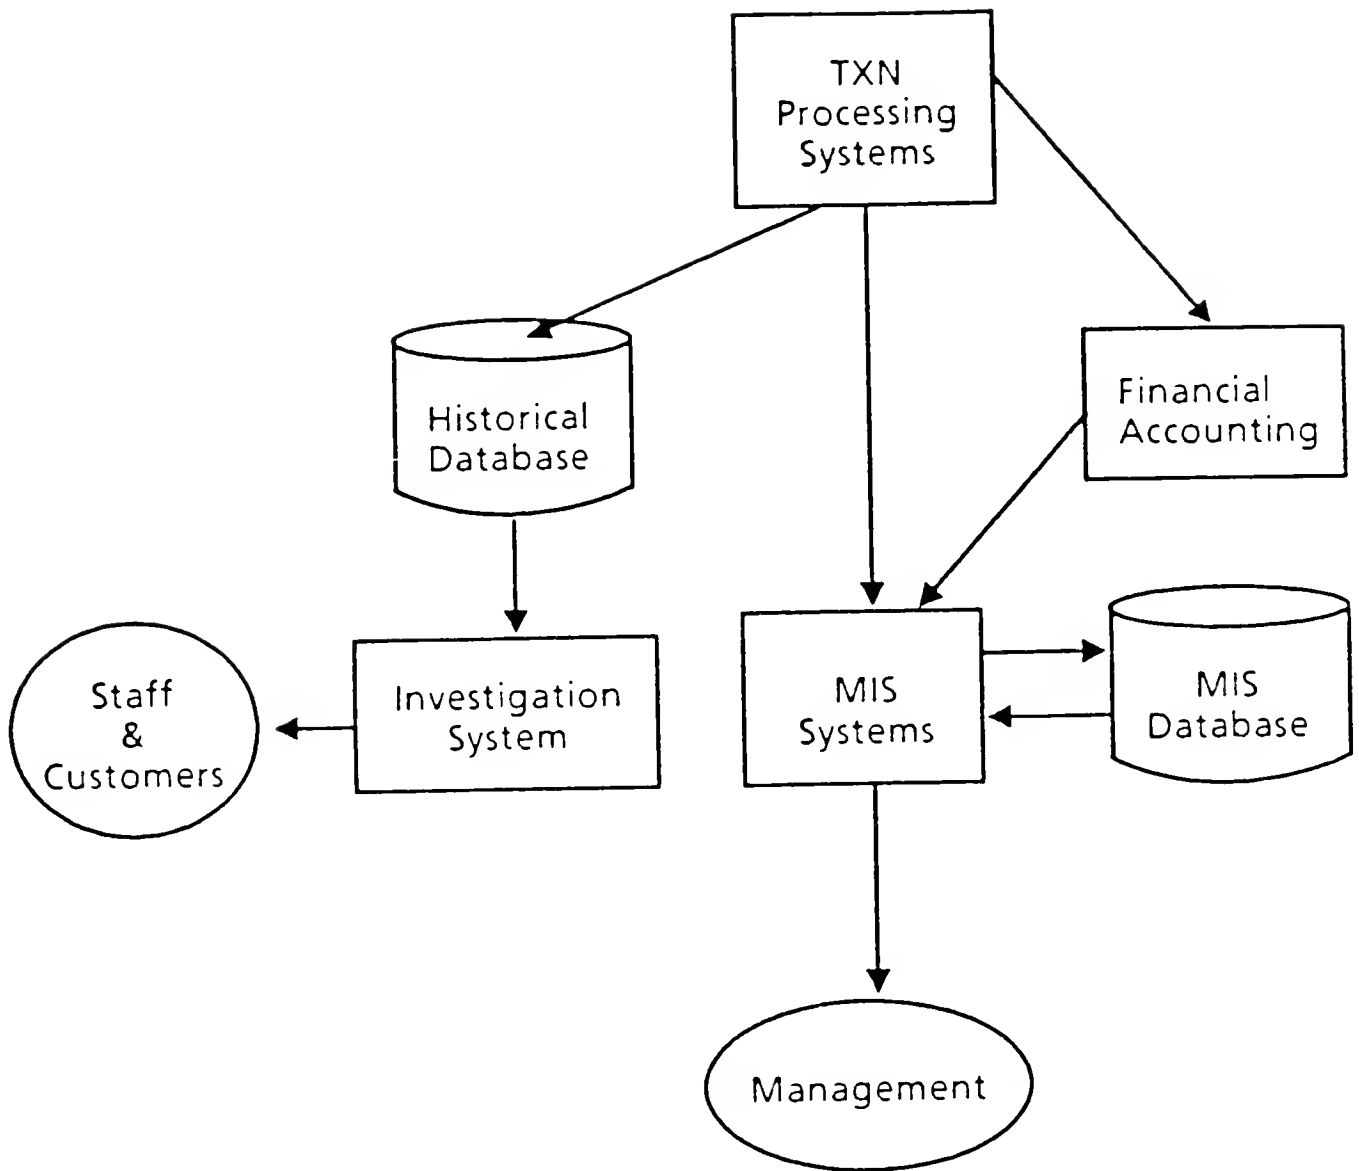 TXN
Processing
Systems
Historical
Database
Financial
Accounting
Staff
&
Customers
Investigation
System
MIS
Systems
MIS
Database
Management